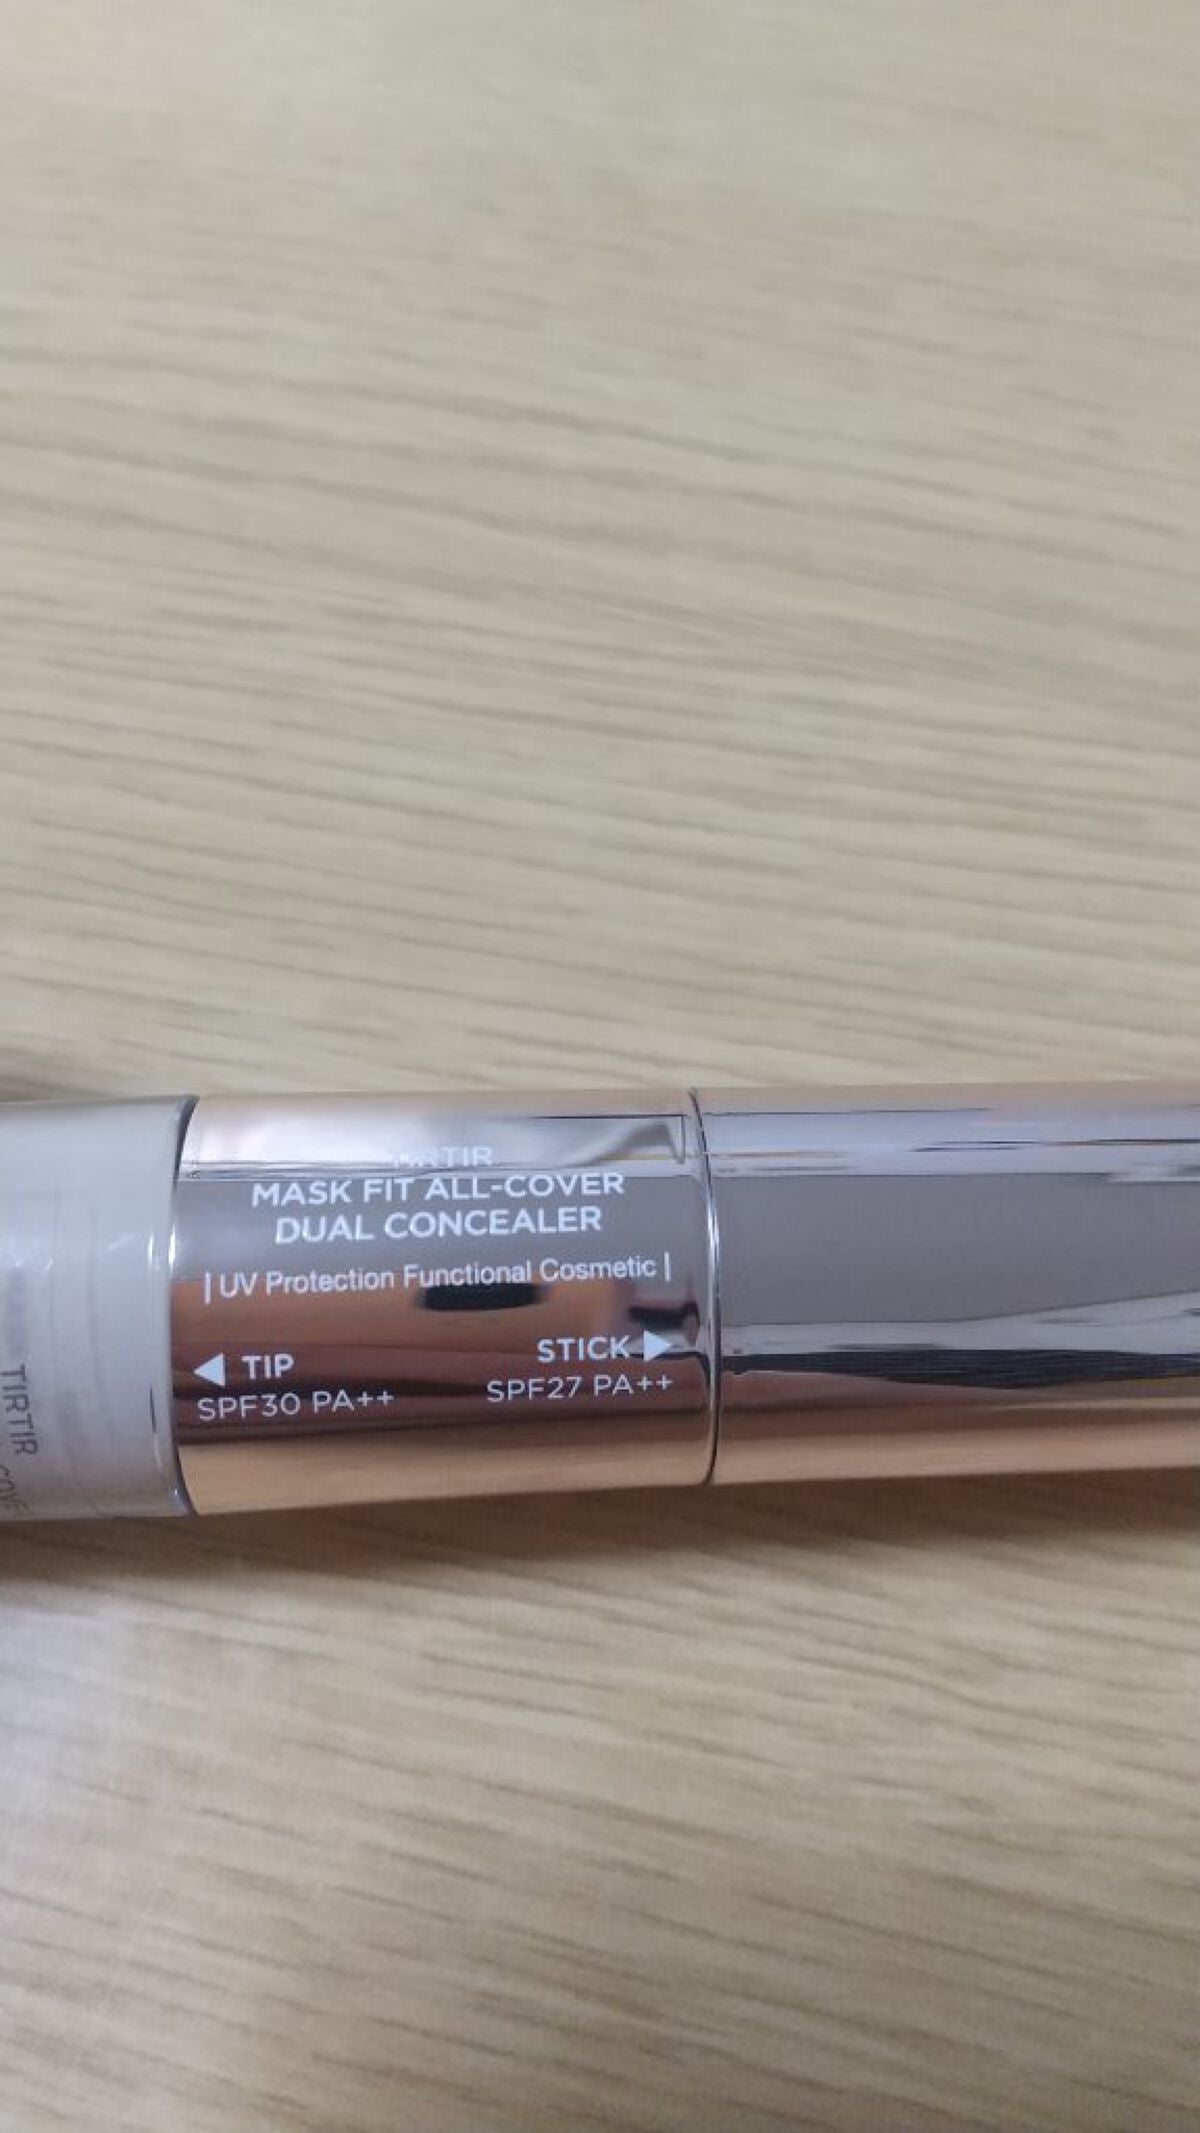 TIRTIR
MASK FIT ALL-COVER
DUAL CONCEALER
| UV Protection Functional Cosmetic |
◀ TIP
SPF30 PA++
STICK ▶
SPF27 PA++
TIRTIR